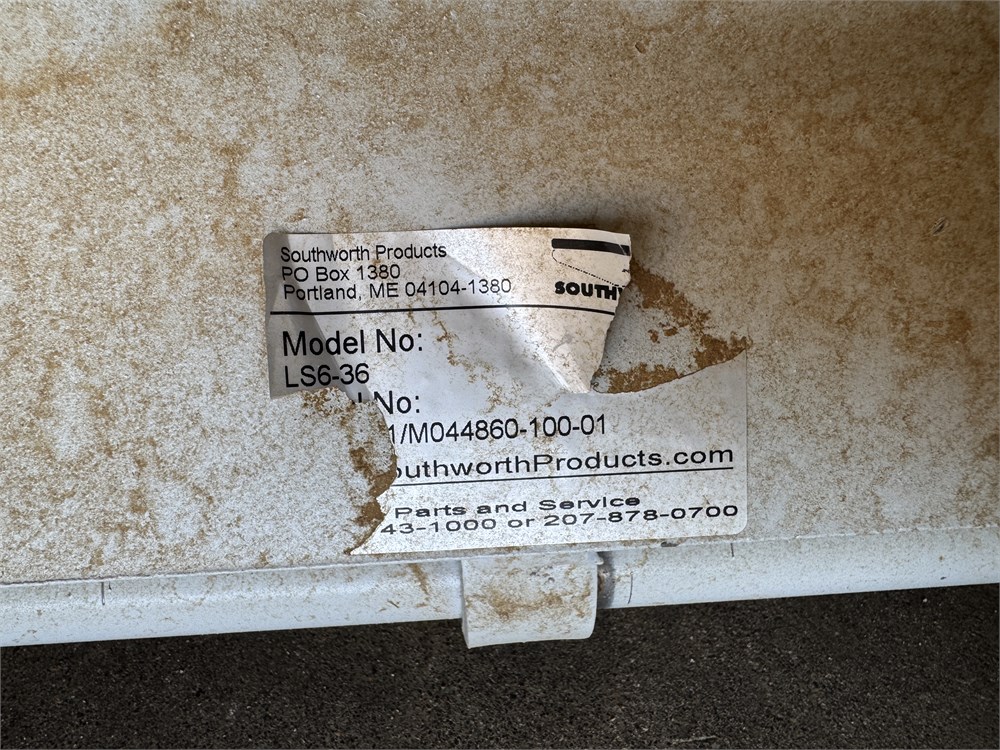 Southworth Products
PO Box 1380
Portland, ME 04104-1380
SOUTH
Model No:
LS6-36
No:
1/M044860-100-01
outhworthProducts.com
Parts and Service
43-1000 or 207-878-0700